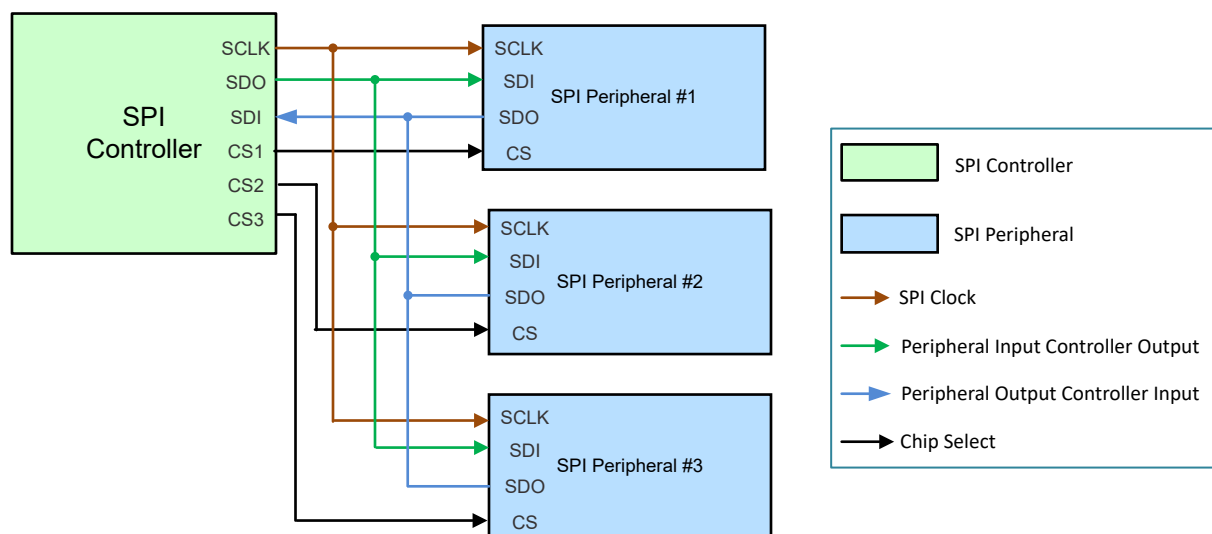 SPI
Controller
SCLK
SDO
SDI
CS1
CS2
CS3
SCLK
SDI
SPI Peripheral #1
SDO
CS
SCLK
SDI
SPI Peripheral #2
SDO
CS
SCLK
SDI
SPI Peripheral #3
SDO
CS
SPI Controller
SPI Peripheral
SPI Clock
Peripheral Input Controller Output
Peripheral Output Controller Input
Chip Select